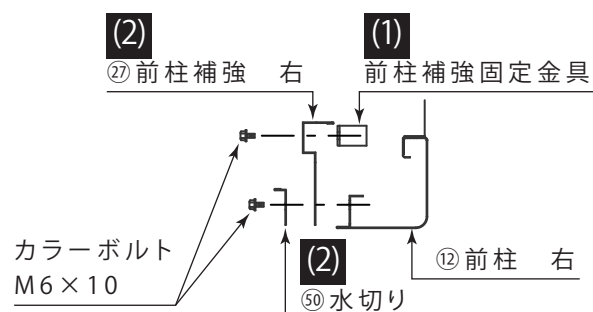 (2)
㉗前柱補強　右
(1)
前柱補強固定金具
カラーボルト
M6×10
(2)
㊿水切り
⑫前柱　右